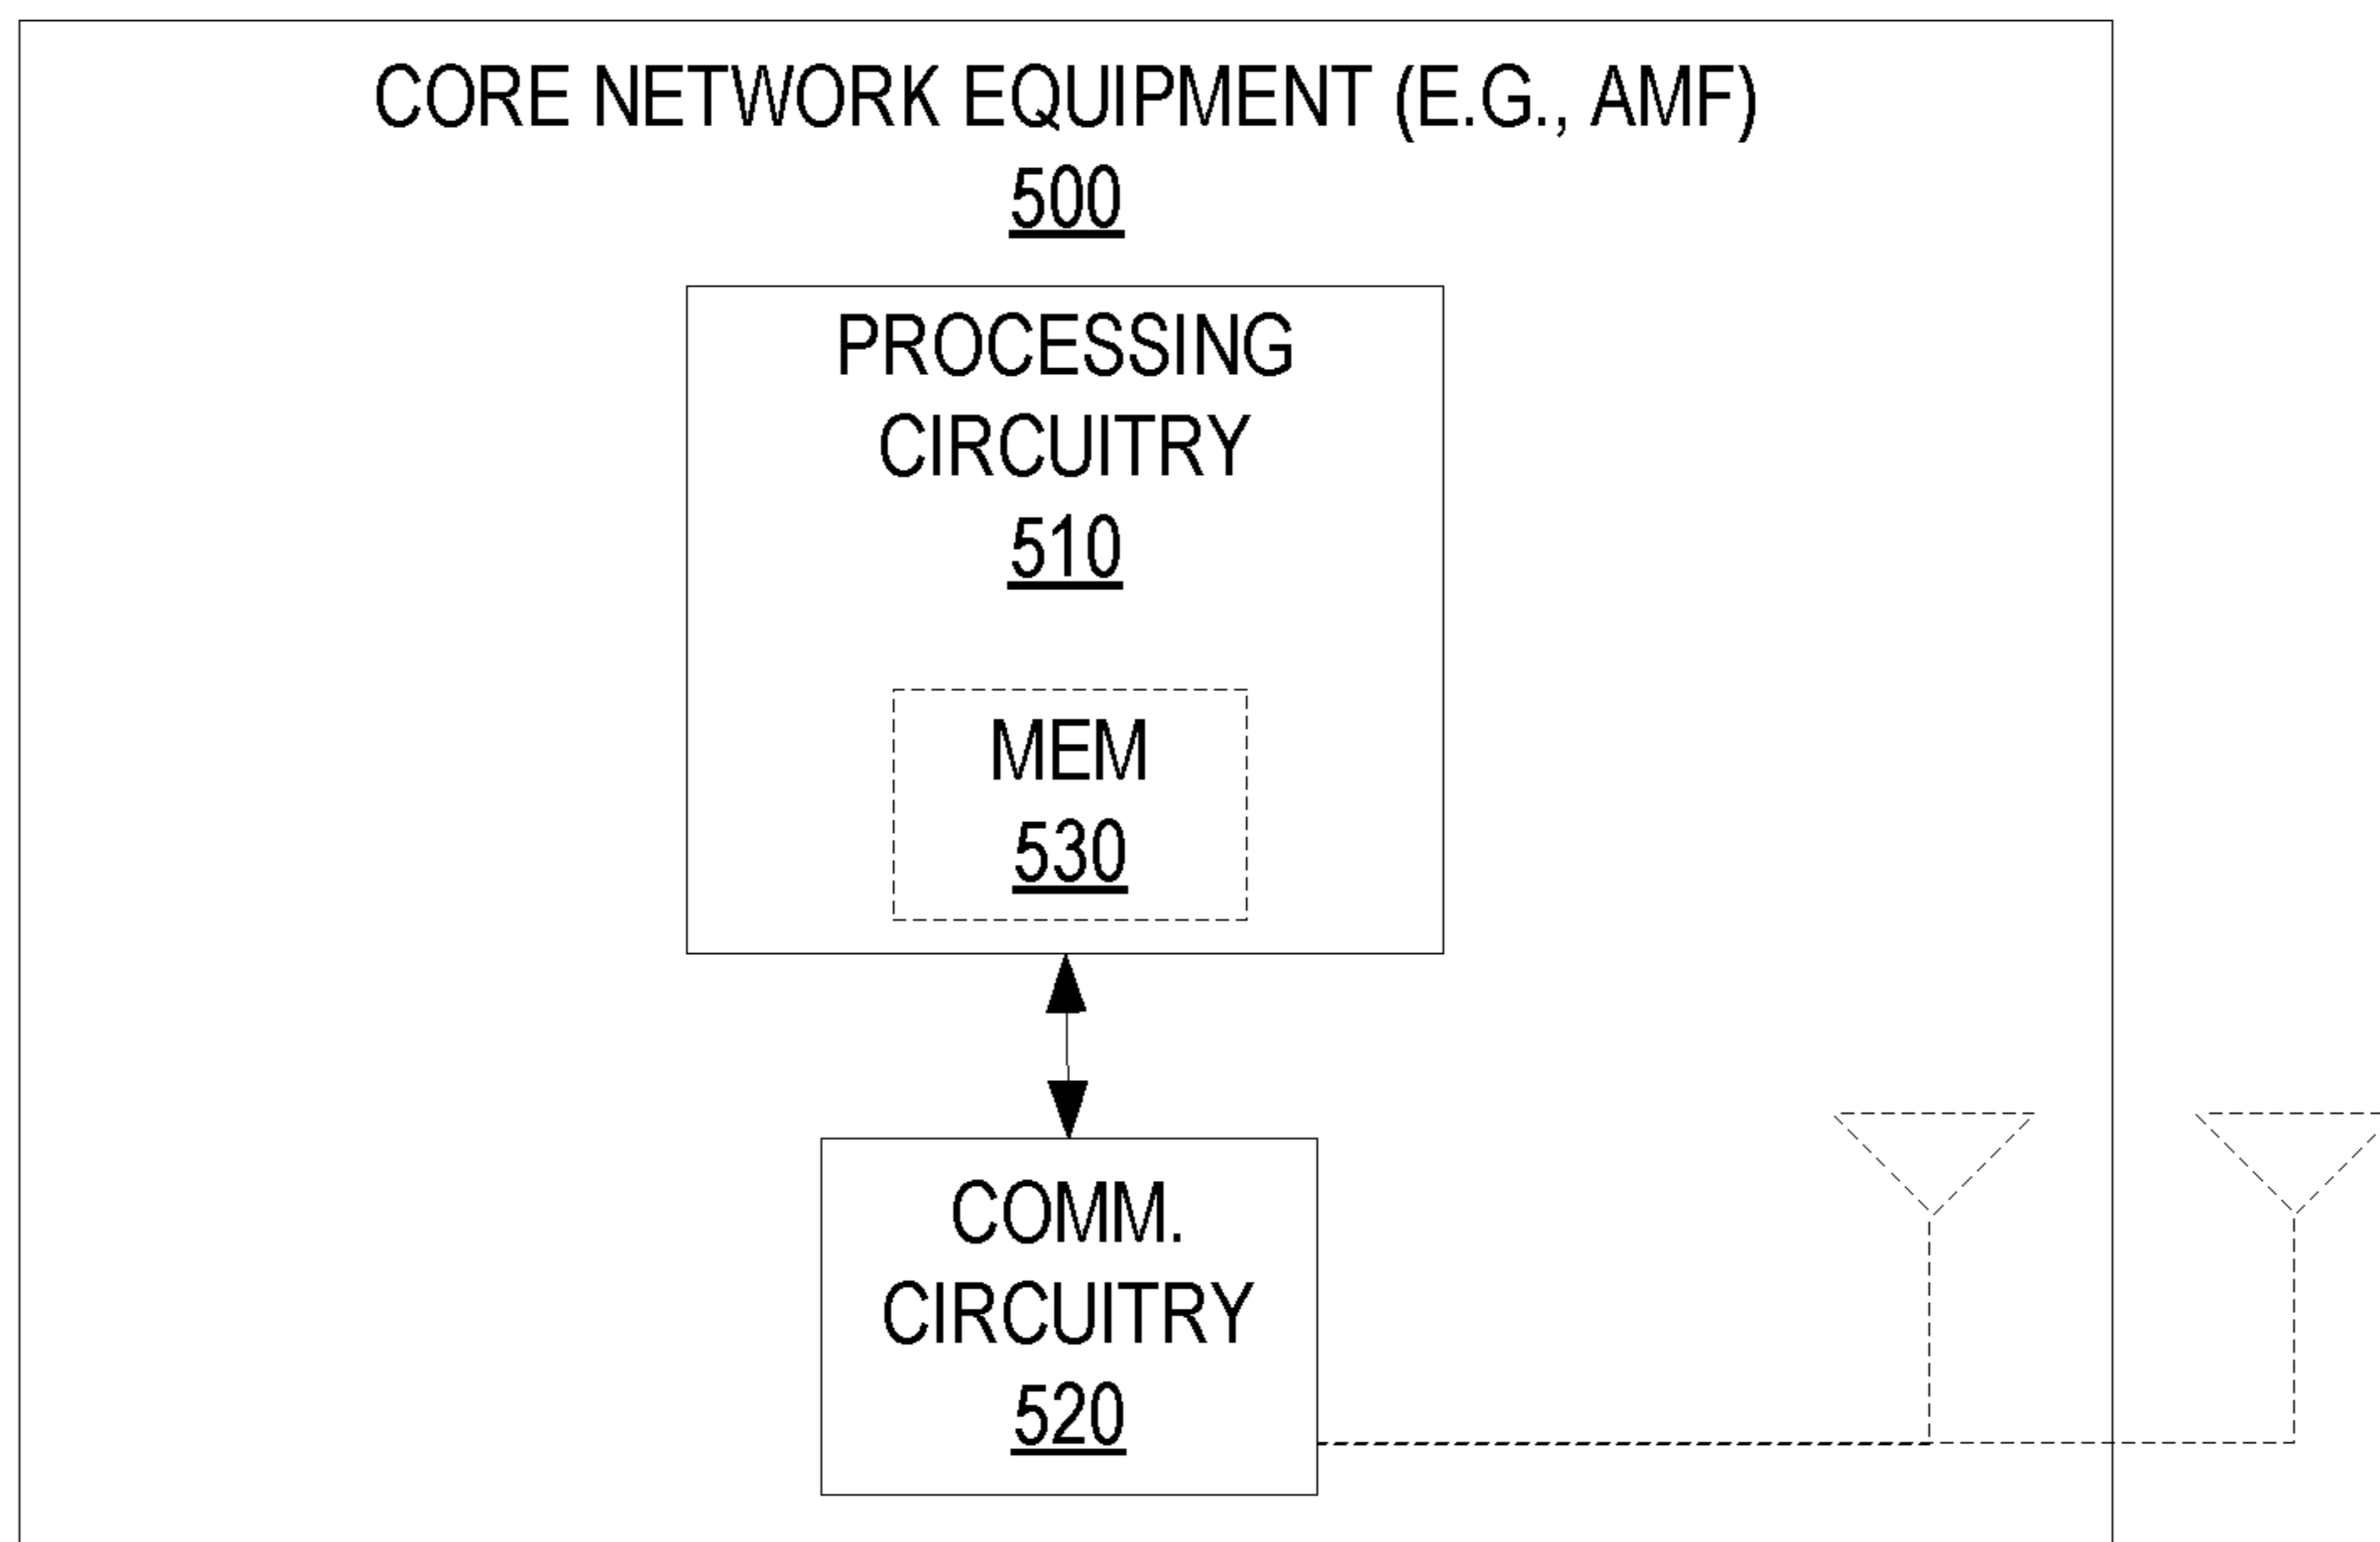 CORE NETWORK EQUIPMENT (E.G., AMF)
500
PROCESSING
CIRCUITRY
510
MEM
530
COMM.
CIRCUITRY
520